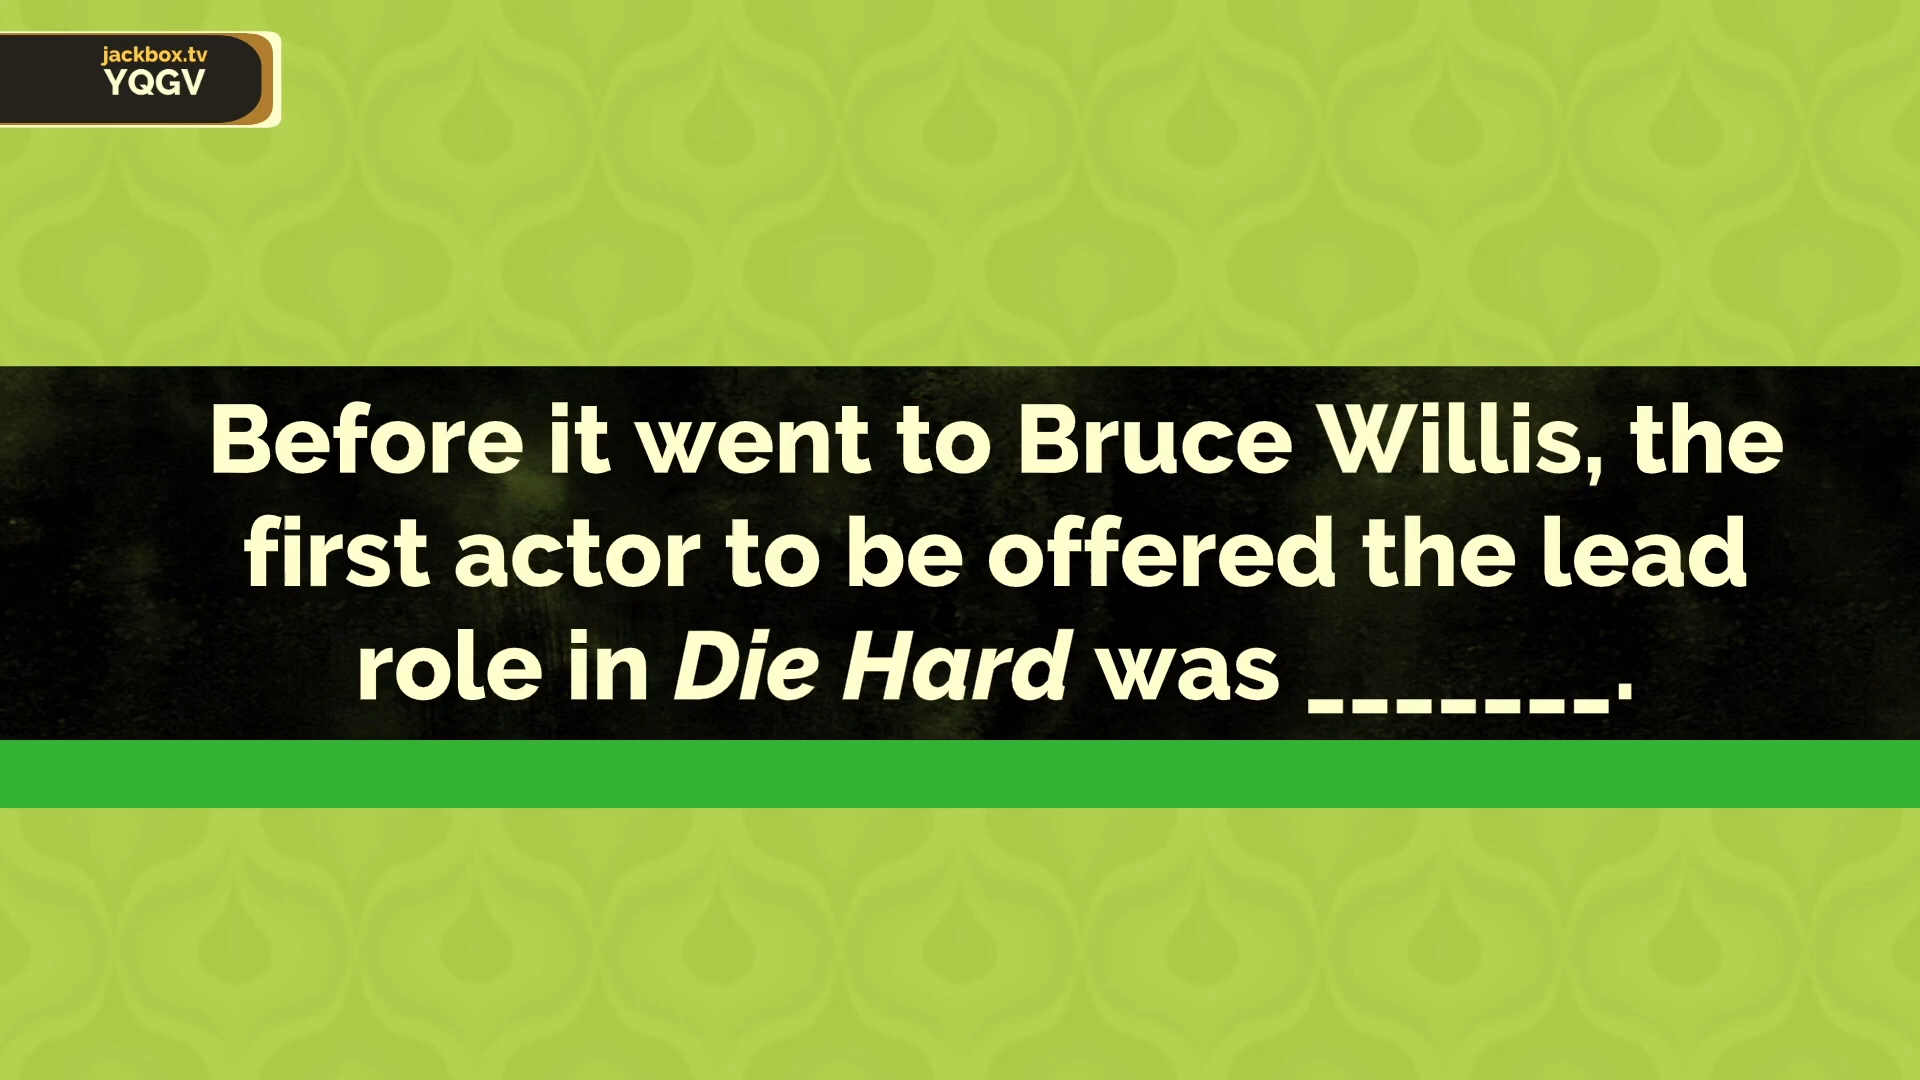 jackbox.tv
YQGV
Before it went to Bruce Willis, the
first actor to be offered the lead
role in Die Hard was _______.